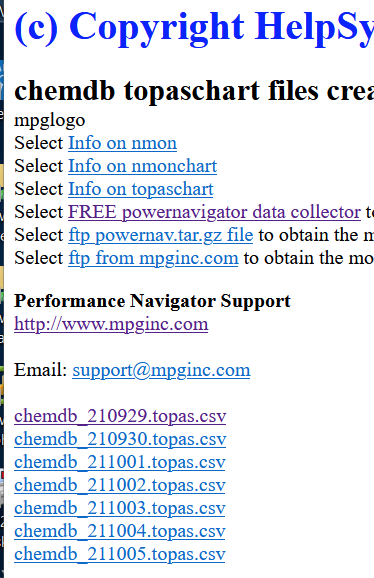 (c) Copyright HelpSy
chemdb topaschart files crea
mpglogo
Select Info on nmon
Select Info on nmonchart
Select Info on topaschart
Select FREE powernavigator data collector to
Select ftp powernav.tar.gz file to obtain the m
Select ftp from mpginc.com to obtain the mo
Performance Navigator Support
http://www.mpginc.com
Email: support@mpginc.com
chemdb_210929.topas.csv
chemdb_210930.topas.csv
chemdb_211001.topas.csv
chemdb_211002.topas.csv
chemdb_211003.topas.csv
chemdb_211004.topas.csv
chemdb_211005.topas.csv